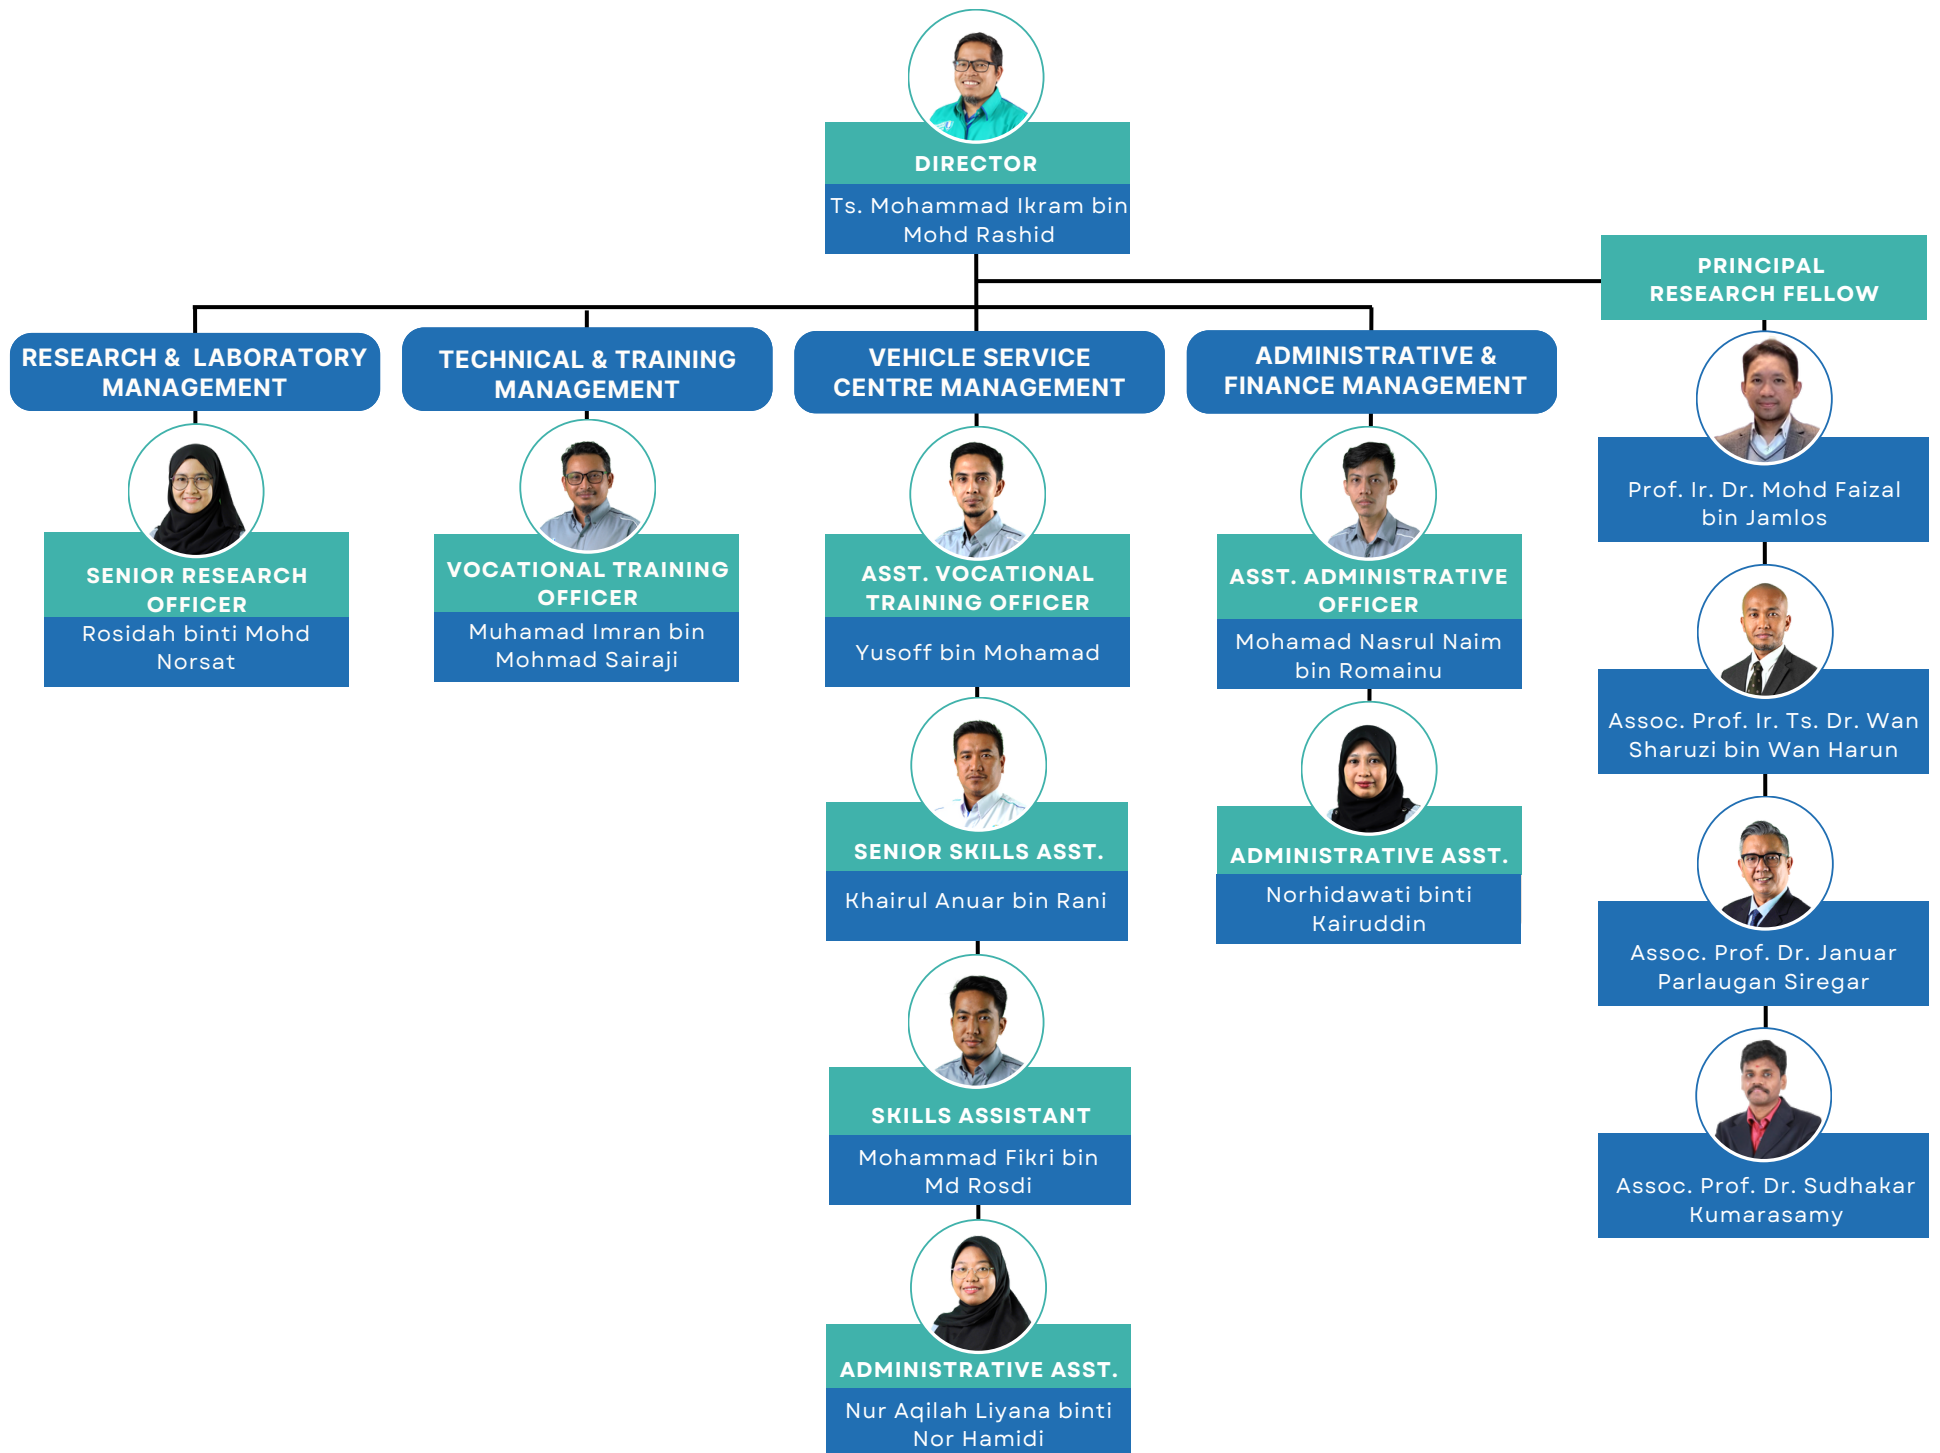 DIRECTOR
Ts. Mohammad Ikram bin
Mohd Rashid
PRINCIPAL
RESEARCH FELLOW
RESEARCH & LABORATORY
MANAGEMENT
TECHNICAL & TRAINING
MANAGEMENT
VEHICLE SERVICE
CENTRE MANAGEMENT
ADMINISTRATIVE &
FINANCE MANAGEMENT
SENIOR RESEARCH
OFFICER
Rosidah binti Mohd
Norsat
VOCATIONAL TRAINING
OFFICER
Muhamad Imran bin
Mohmad Sairaji
ASST. VOCATIONAL
TRAINING OFFICER
Yusoff bin Mohamad
SENIOR SKILLS ASST.
Khairul Anuar bin Rani
SKILLS ASSISTANT
Mohammad Fikri bin
Md Rosdi
ADMINISTRATIVE ASST.
Nur Aqilah Liyana binti
Nor Hamidi
ASST. ADMINISTRATIVE
OFFICER
Mohamad Nasrul Naim
bin Romainu
ADMINISTRATIVE ASST.
Norhidawati binti
Kairuddin
Prof. Ir. Dr. Mohd Faizal
bin Jamlos
Assoc. Prof. Ir. Ts. Dr. Wan
Sharuzi bin Wan Harun
Assoc. Prof. Dr. Januar
Parlaugan Siregar
Assoc. Prof. Dr. Sudhakar
Kumarasamy